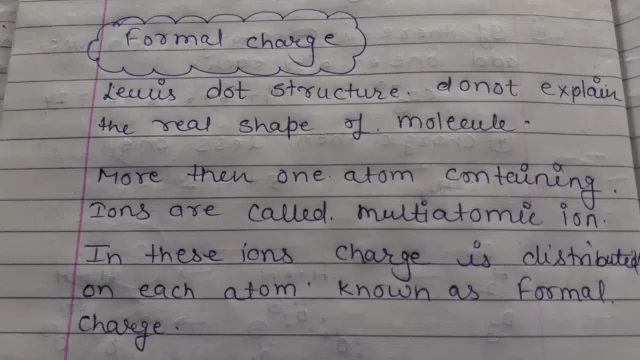 Formal charge
Lewis dot structure. donot explain
the real shape of. molecule.
More then one atom containing.
Ions are called. multiatomic ion.
In these ions charge is distributed
on each atom. Known as Formal.
Charge.